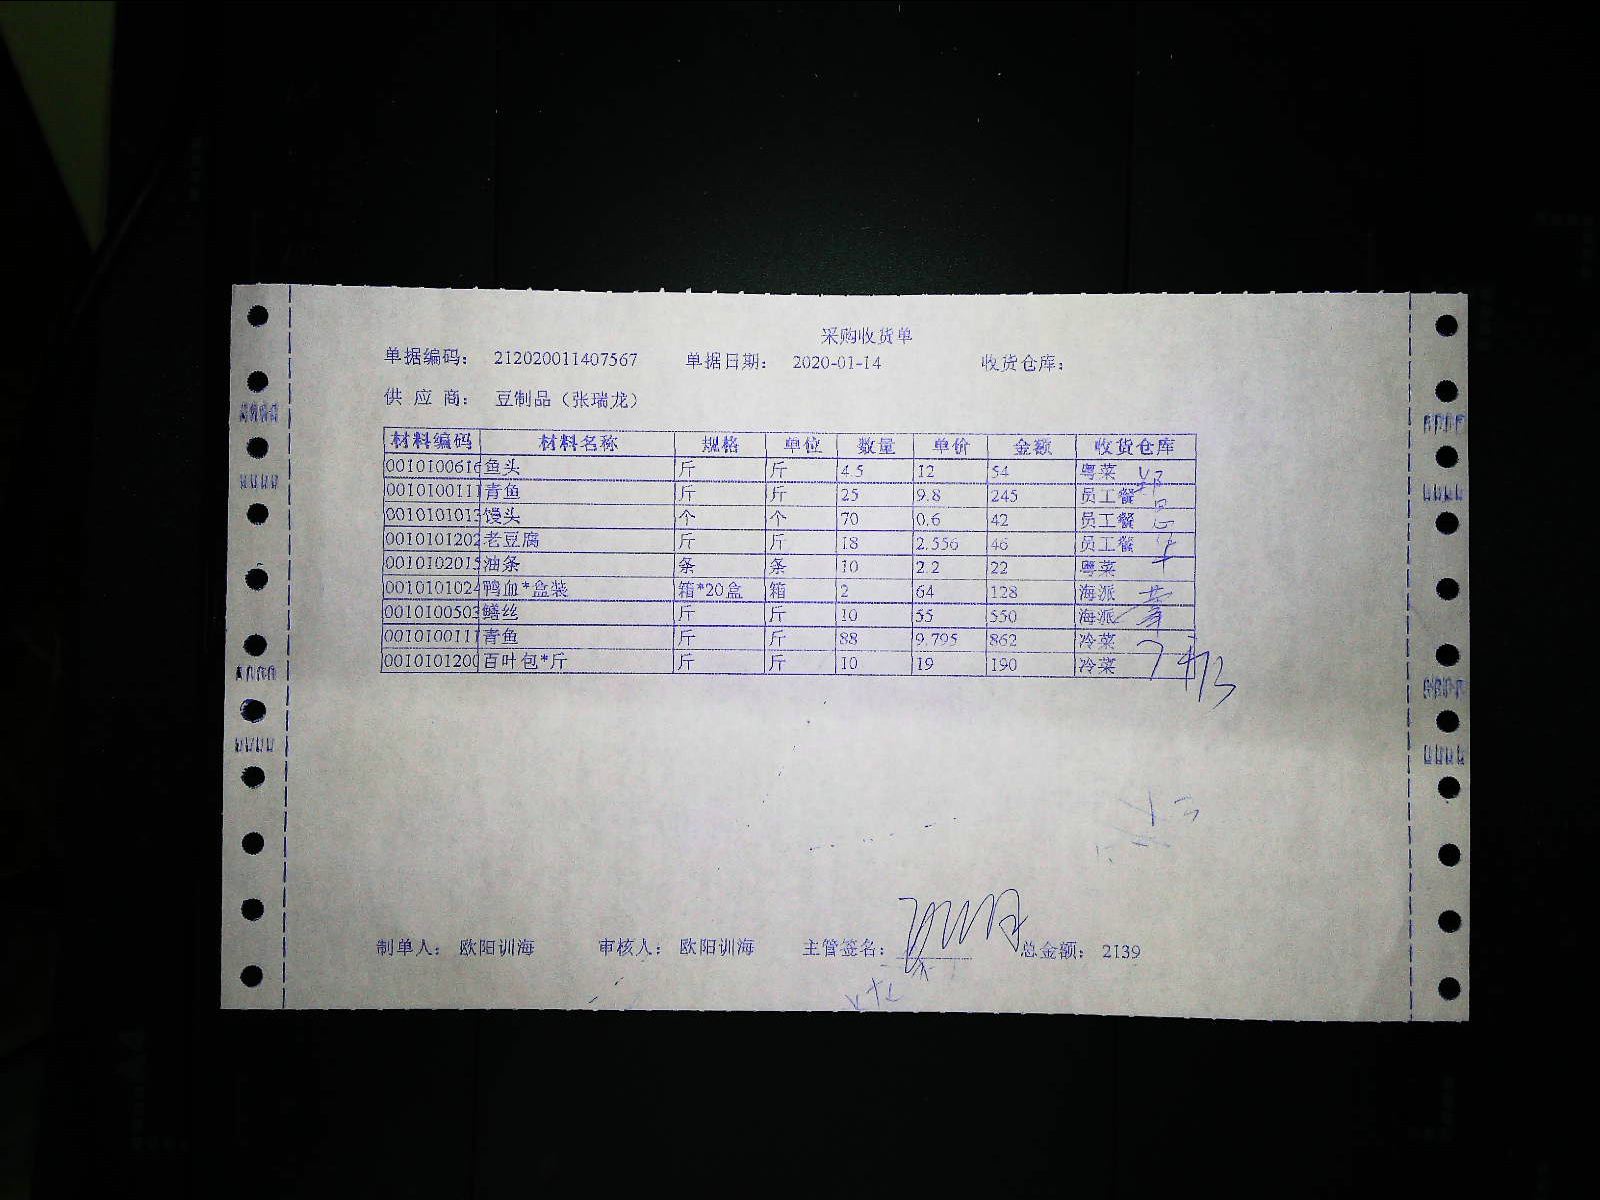 采购收货单
单据编码： 212020011407567 单据日期： 2020-01-14 收货仓库：
供 应 商： 豆制品（张瑞龙）
材料编码 材料名称 规格 单位 数量 单价 金额 收货仓库
0010100616 鱼头 斤 斤 4.5 12 54 粤菜
0010100111 青鱼 斤 斤 25 9.8 245 员工餐
0010101013 馒头 个 个 70 0.6 42 员工餐
0010101202 老豆腐 斤 斤 18 2.556 46 员工餐
0010102015 油条 条 条 10 2.2 22 粤菜
0010101024 鸭血*盒装 箱*20盒 箱 2 64 128 海派
0010100503 鳝丝 斤 斤 10 55 550 海派
0010100111 青鱼 斤 斤 88 9.795 862 冷菜
0010101200 百叶包*斤 斤 斤 10 19 190 冷菜
制单人： 欧阳训海 审核人： 欧阳训海 主管签名： 总金额： 2139